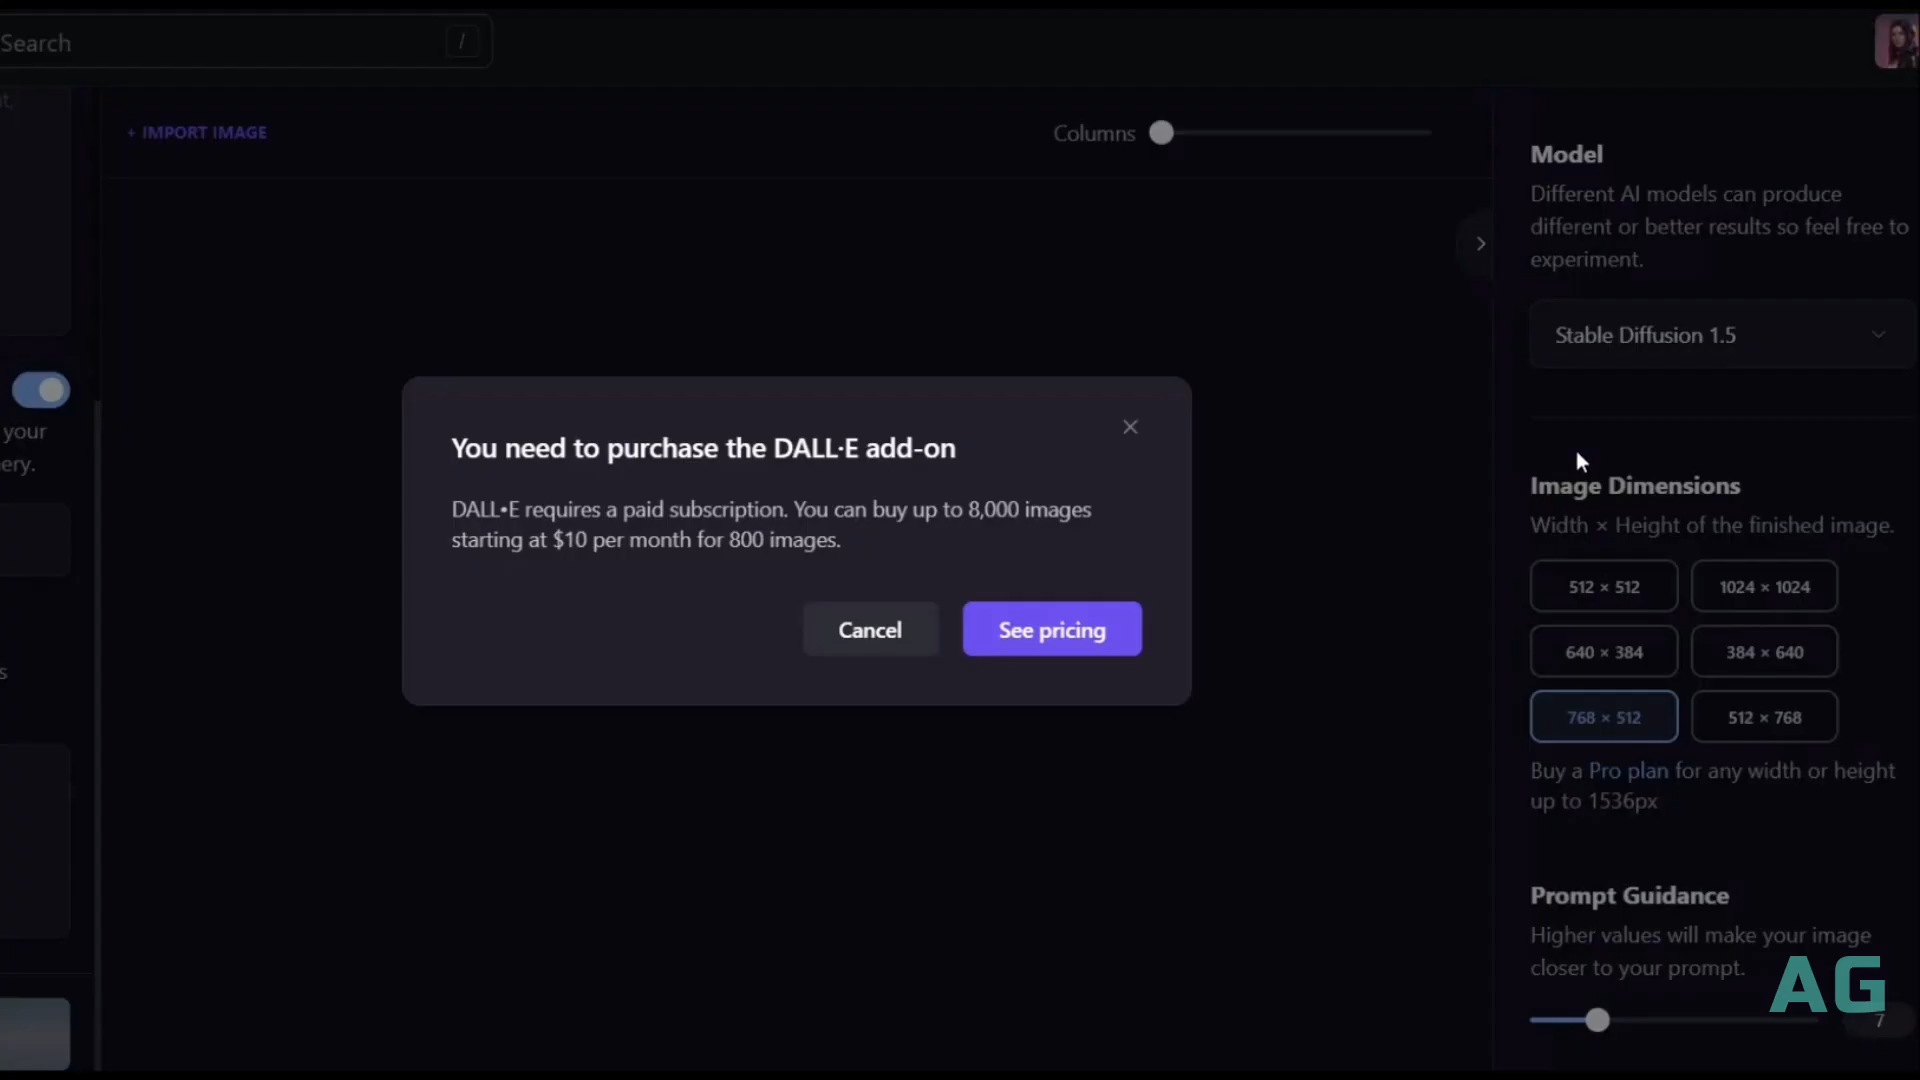 Search
/
+ IMPORT IMAGE
Columns
your
ery.
s
You need to purchase the DALL·E add-on
DALL•E requires a paid subscription. You can buy up to 8,000 images
starting at $10 per month for 800 images.
Cancel
See pricing
Model
Different AI models can produce
different or better results so feel free to
experiment.
Stable Diffusion 1.5
Image Dimensions
Width × Height of the finished image.
512 × 512
1024 × 1024
640 × 384
384 × 640
768 × 512
512 × 768
Buy a Pro plan for any width or height
up to 1536px
Prompt Guidance
Higher values will make your image
closer to your prompt.
AG
7